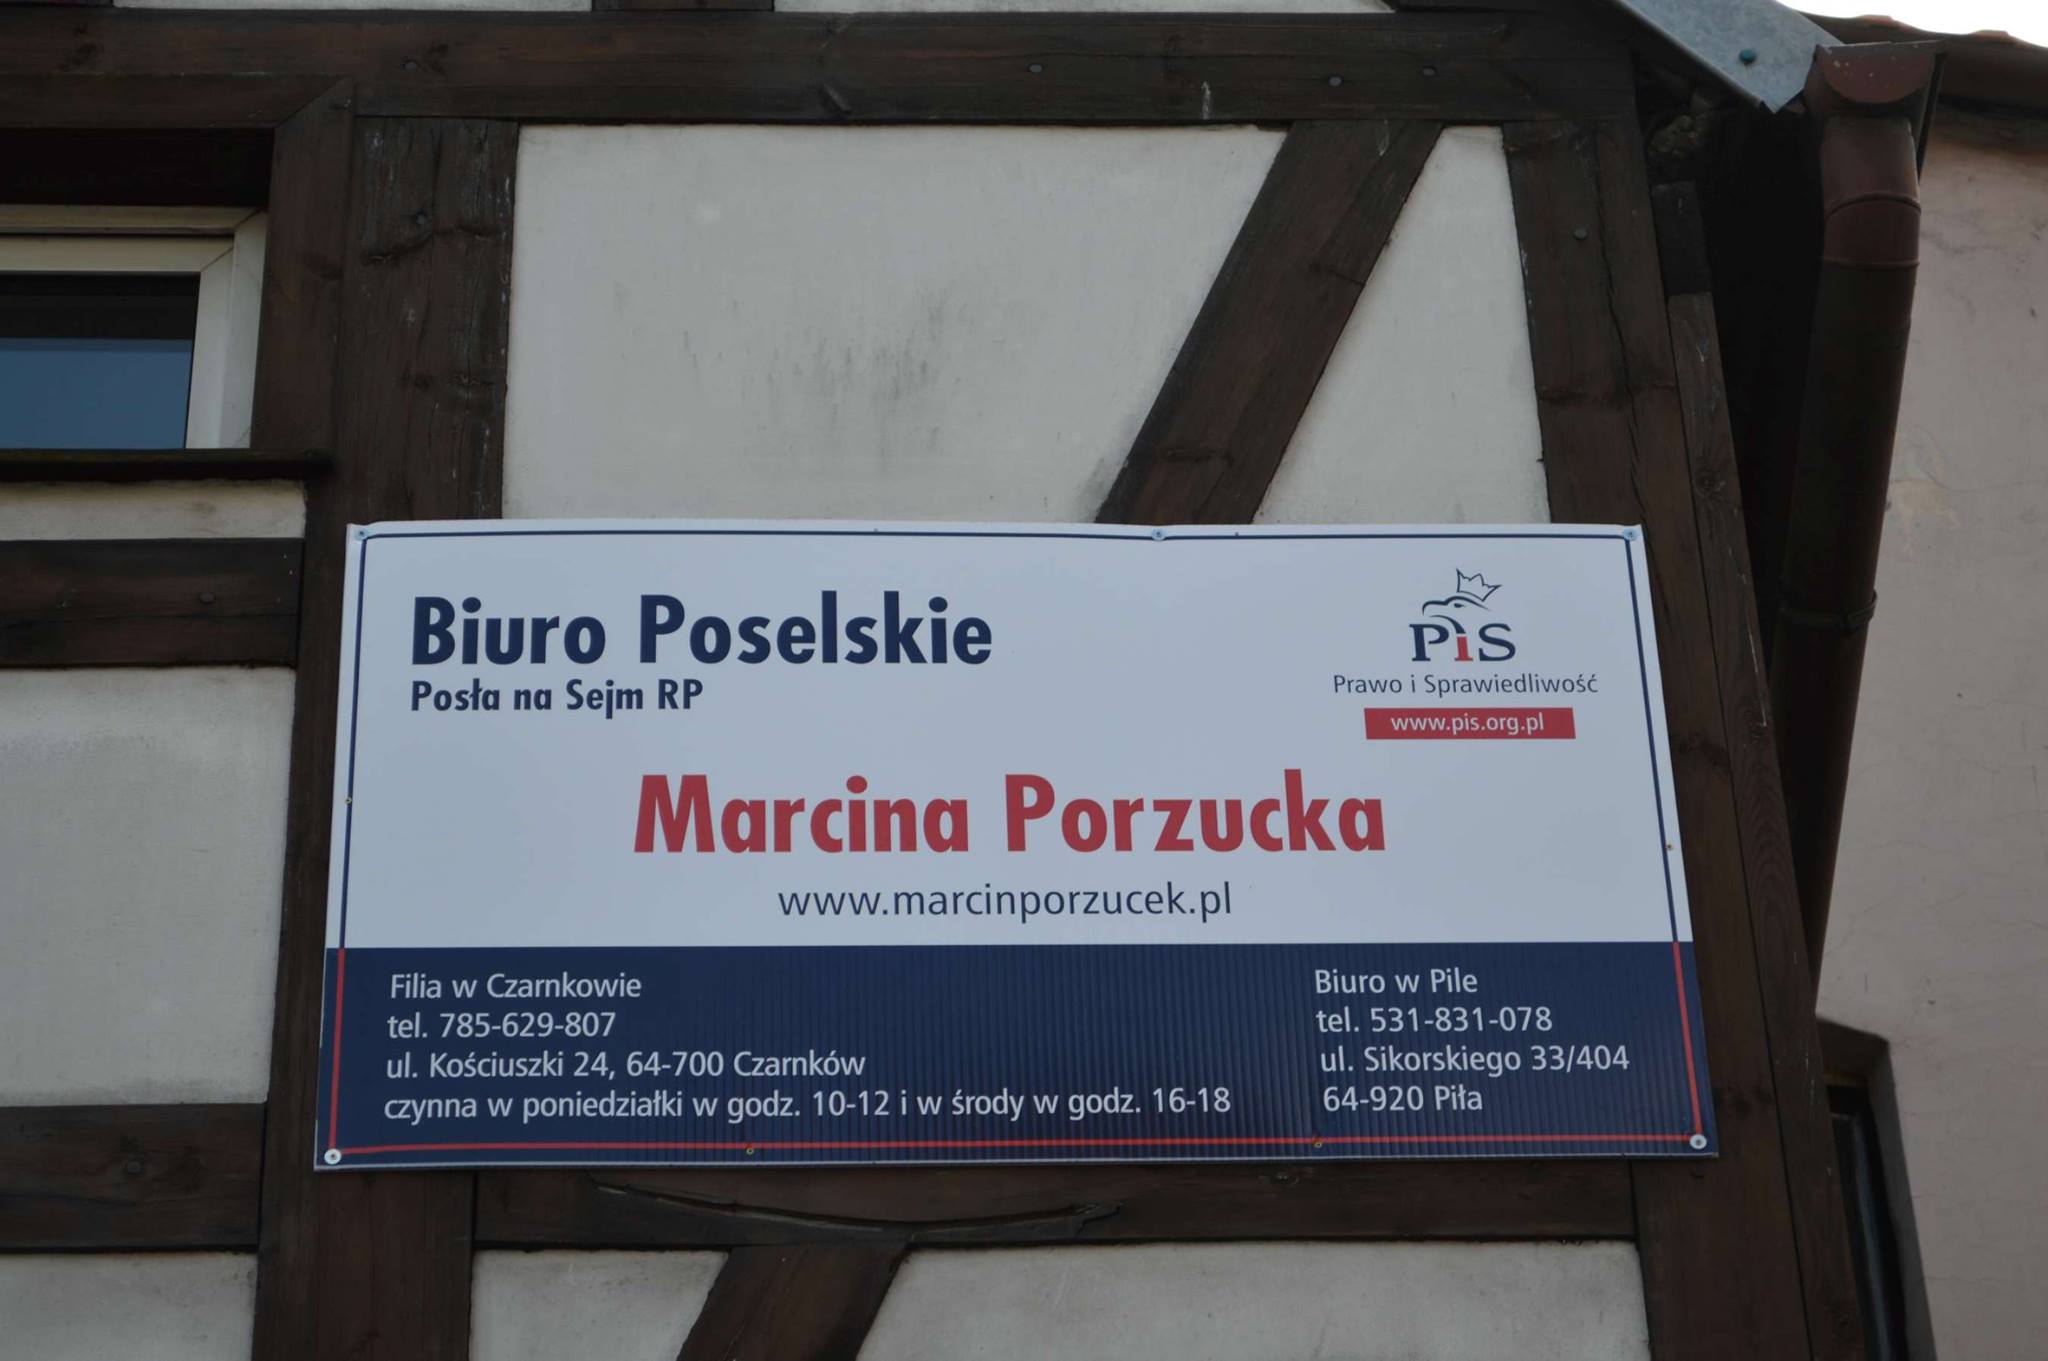 Biuro Poselskie
Posła na Sejm RP
PiS
Prawo i Sprawiedliwość
www.pis.org.pl
Marcina Porzucka
www.marcinporzucek.pl
Filia w Czarnkowie
tel. 785-629-807
ul. Kościuszki 24, 64-700 Czarnków
czynna w poniedziałki w godz. 10-12 i w środy w godz. 16-18
Biuro w Pile
tel. 531-831-078
ul. Sikorskiego 33/404
64-920 Piła